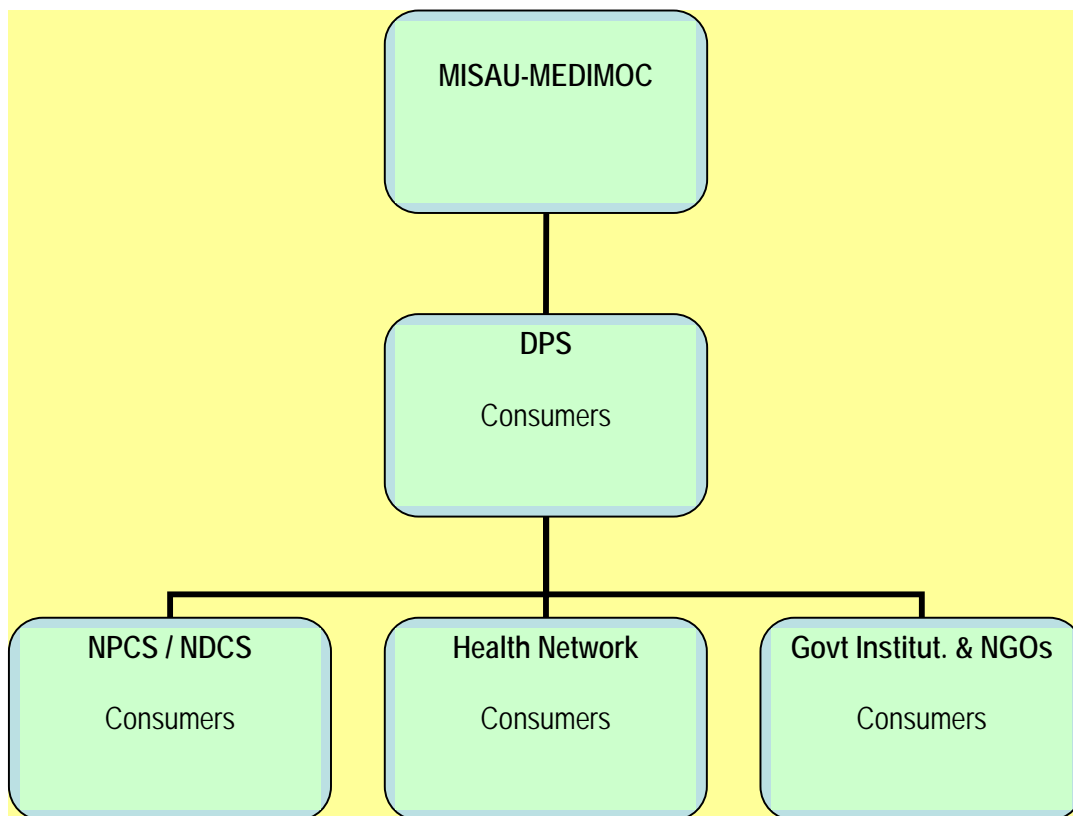 MISAU-MEDIMOC
DPS
Consumers
NPCS / NDCS
Consumers
Health Network
Consumers
Govt Institut. & NGOs
Consumers